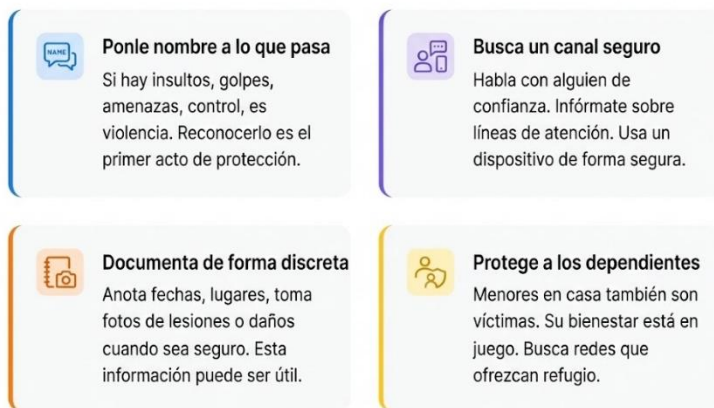 Ponle nombre a lo que pasa
NAME
Si hay insultos, golpes,
amenazas, control, es
violencia. Reconocerlo es el
primer acto de protección.
Busca un canal seguro
Habla con alguien de
confianza. Infórmate sobre
líneas de atención. Usa un
dispositivo de forma segura.
Documenta de forma discreta
Anota fechas, lugares, toma
fotos de lesiones o daños
cuando sea seguro. Esta
información puede ser útil.
Protege a los dependientes
Menores en casa también son
víctimas. Su bienestar está en
juego. Busca redes que
ofrezcan refugio.